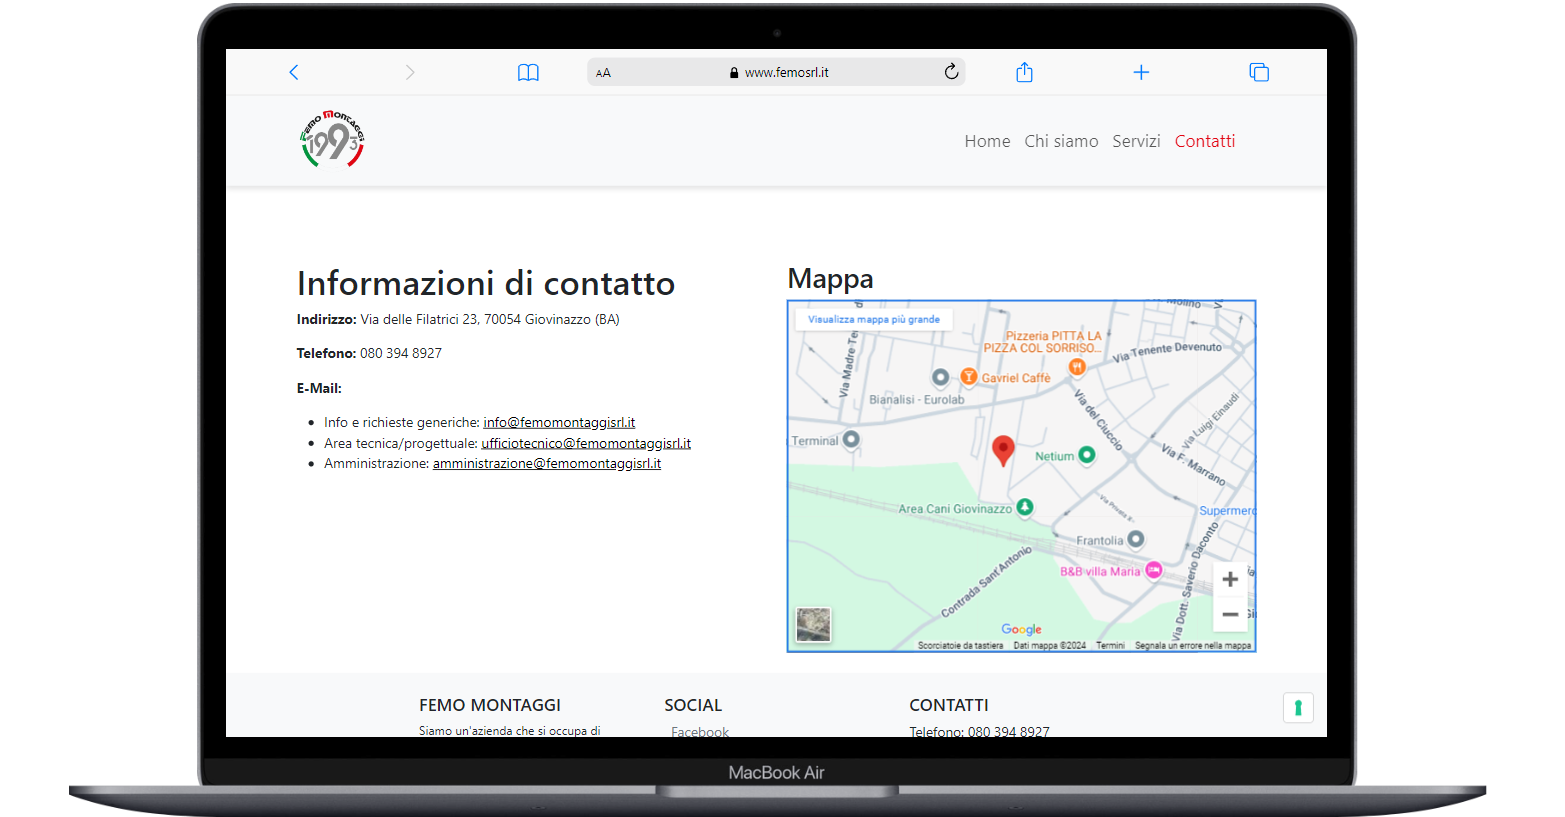 AA
www.femosrl.it
FEMO MONTAGGI
1993
Home Chi siamo Servizi Contatti
Informazioni di contatto
Indirizzo: Via delle Filatrici 23, 70054 Giovinazzo (BA)
Telefono: 080 394 8927
E-Mail:
Info e richieste generiche: info@femomontaggisrl.it
Area tecnica/progettuale: ufficiotecnico@femomontaggisrl.it
Amministrazione: amministrazione@femomontaggisrl.it
Mappa
Visualizza mappa più grande
Molino
Via Madre Ter
Pizzeria PITTA LA
PIZZA COL SORRISO...
Via Tenente Devenuto
Gavriel Caffè
Bianalisi - Eurolab
Via del Ciuccio
Via Luigi Einaudi
Terminal
Netium
Via F. Marrano
Via Privata
Area Cani Giovinazzo
Supermerc
Frantolia
B&B villa Maria
Contrada Sant'Antonio
Via Dott. Saverio Daconto
Google
Scorciatoie da tastiera Dati mappa ©2024 Termini Segnala un errore nella mappa
FEMO MONTAGGI
Siamo un'azienda che si occupa di
SOCIAL
Facebook
CONTATTI
Telefono: 080 394 8927
MacBook Air